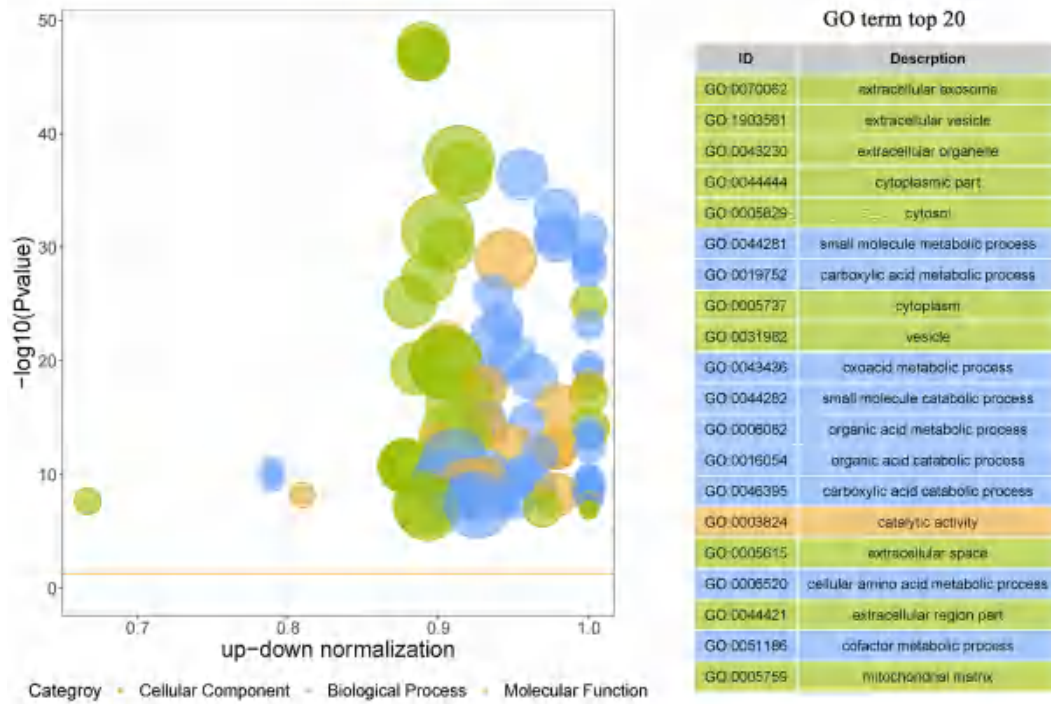 50
40
30
20
10
0
−log10(Pvalue)
0.7 0.8 0.9 1.0
up−down normalization
Categroy Cellular Component Biological Process Molecular Function
GO term top 20
ID Descrption
GO:0070062 extracellular exosome
GO:1903561 extracellular vesicle
GO:0043230 extracellular organelle
GO:0044444 cytoplasmic part
GO:0005829 cytosol
GO:0044281 small molecule metabolic process
GO:0019752 carboxylic acid metabolic process
GO:0005737 cytoplasm
GO:0031982 vesicle
GO:0043436 oxoacid metabolic process
GO:0044282 small molecule catabolic process
GO:0006082 organic acid metabolic process
GO:0016054 organic acid catabolic process
GO:0046395 carboxylic acid catabolic process
GO:0003824 catalytic activity
GO:0005615 extracellular space
GO:0006520 cellular amino acid metabolic process
GO:0044421 extracellular region part
GO:0051186 cofactor metabolic process
GO:0005759 mitochondrial matrix